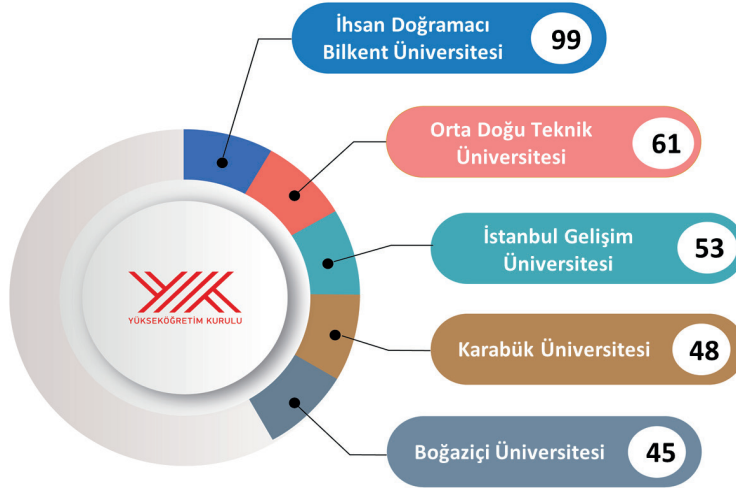 İhsan Doğramacı
Bilkent Üniversitesi
99
Orta Doğu Teknik
Üniversitesi
61
İstanbul Gelişim
Üniversitesi
53
YÜKSEKÖĞRETİM KURULU
Karabük Üniversitesi
48
Boğaziçi Üniversitesi
45